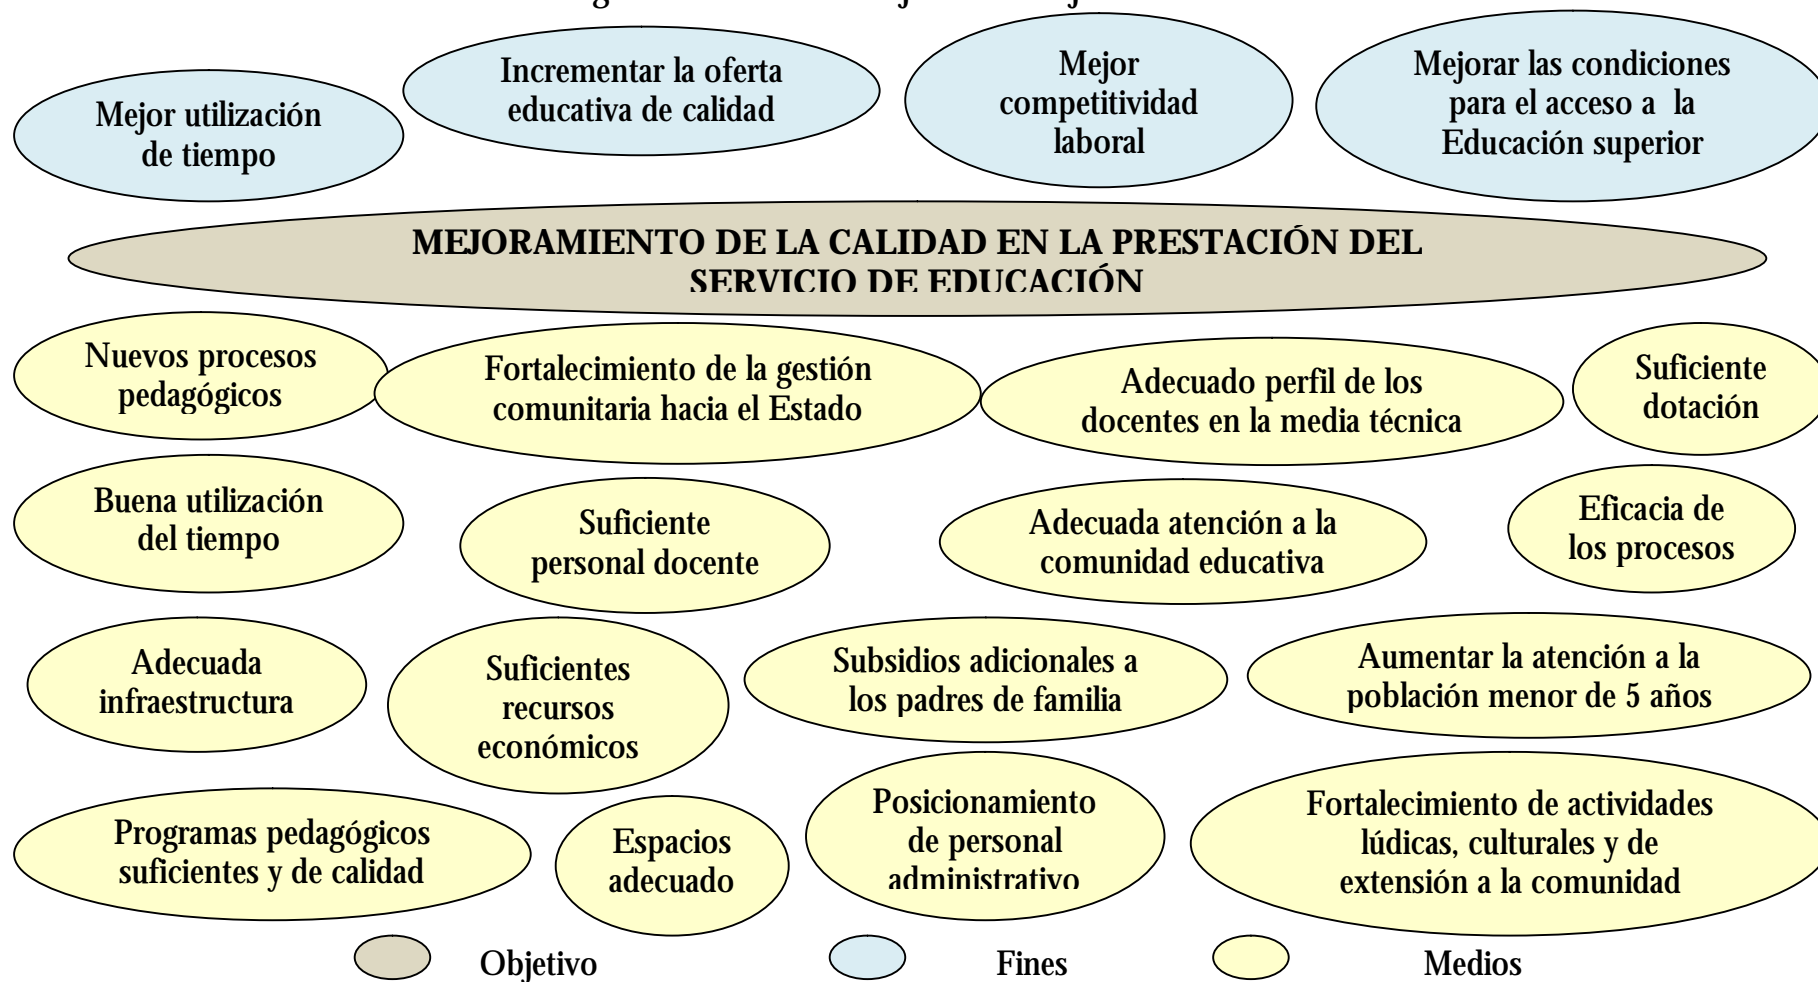 Mejor utilización
de tiempo
Incrementar la oferta
educativa de calidad
Mejor
competitividad
laboral
Mejorar las condiciones
para el acceso a la
Educación superior
MEJORAMIENTO DE LA CALIDAD EN LA PRESTACIÓN DEL
SERVICIO DE EDUCACIÓN
Nuevos procesos
pedagógicos
Fortalecimiento de la gestión
comunitaria hacia el Estado
Adecuado perfil de los
docentes en la media técnica
Suficiente
dotación
Buena utilización
del tiempo
Suficiente
personal docente
Adecuada atención a la
comunidad educativa
Eficacia de
los procesos
Adecuada
infraestructura
Suficientes
recursos
económicos
Subsidios adicionales a
los padres de familia
Aumentar la atención a la
población menor de 5 años
Programas pedagógicos
suficientes y de calidad
Espacios
adecuado
Posicionamiento
de personal
administrativo
Fortalecimiento de actividades
lúdicas, culturales y de
extensión a la comunidad
Objetivo
Fines
Medios